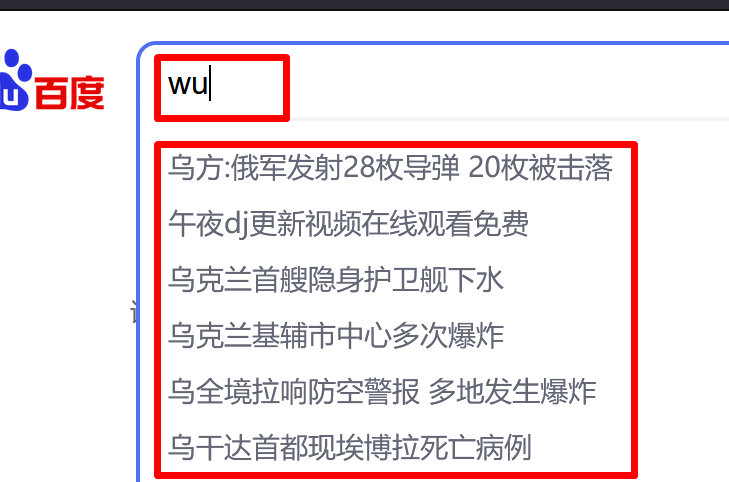 du百度
wu
乌方:俄军发射28枚导弹 20枚被击落
午夜dj更新视频在线观看免费
乌克兰首艘隐身护卫舰下水
乌克兰基辅市中心多次爆炸
乌全境拉响防空警报 多地发生爆炸
乌干达首都现埃博拉死亡病例